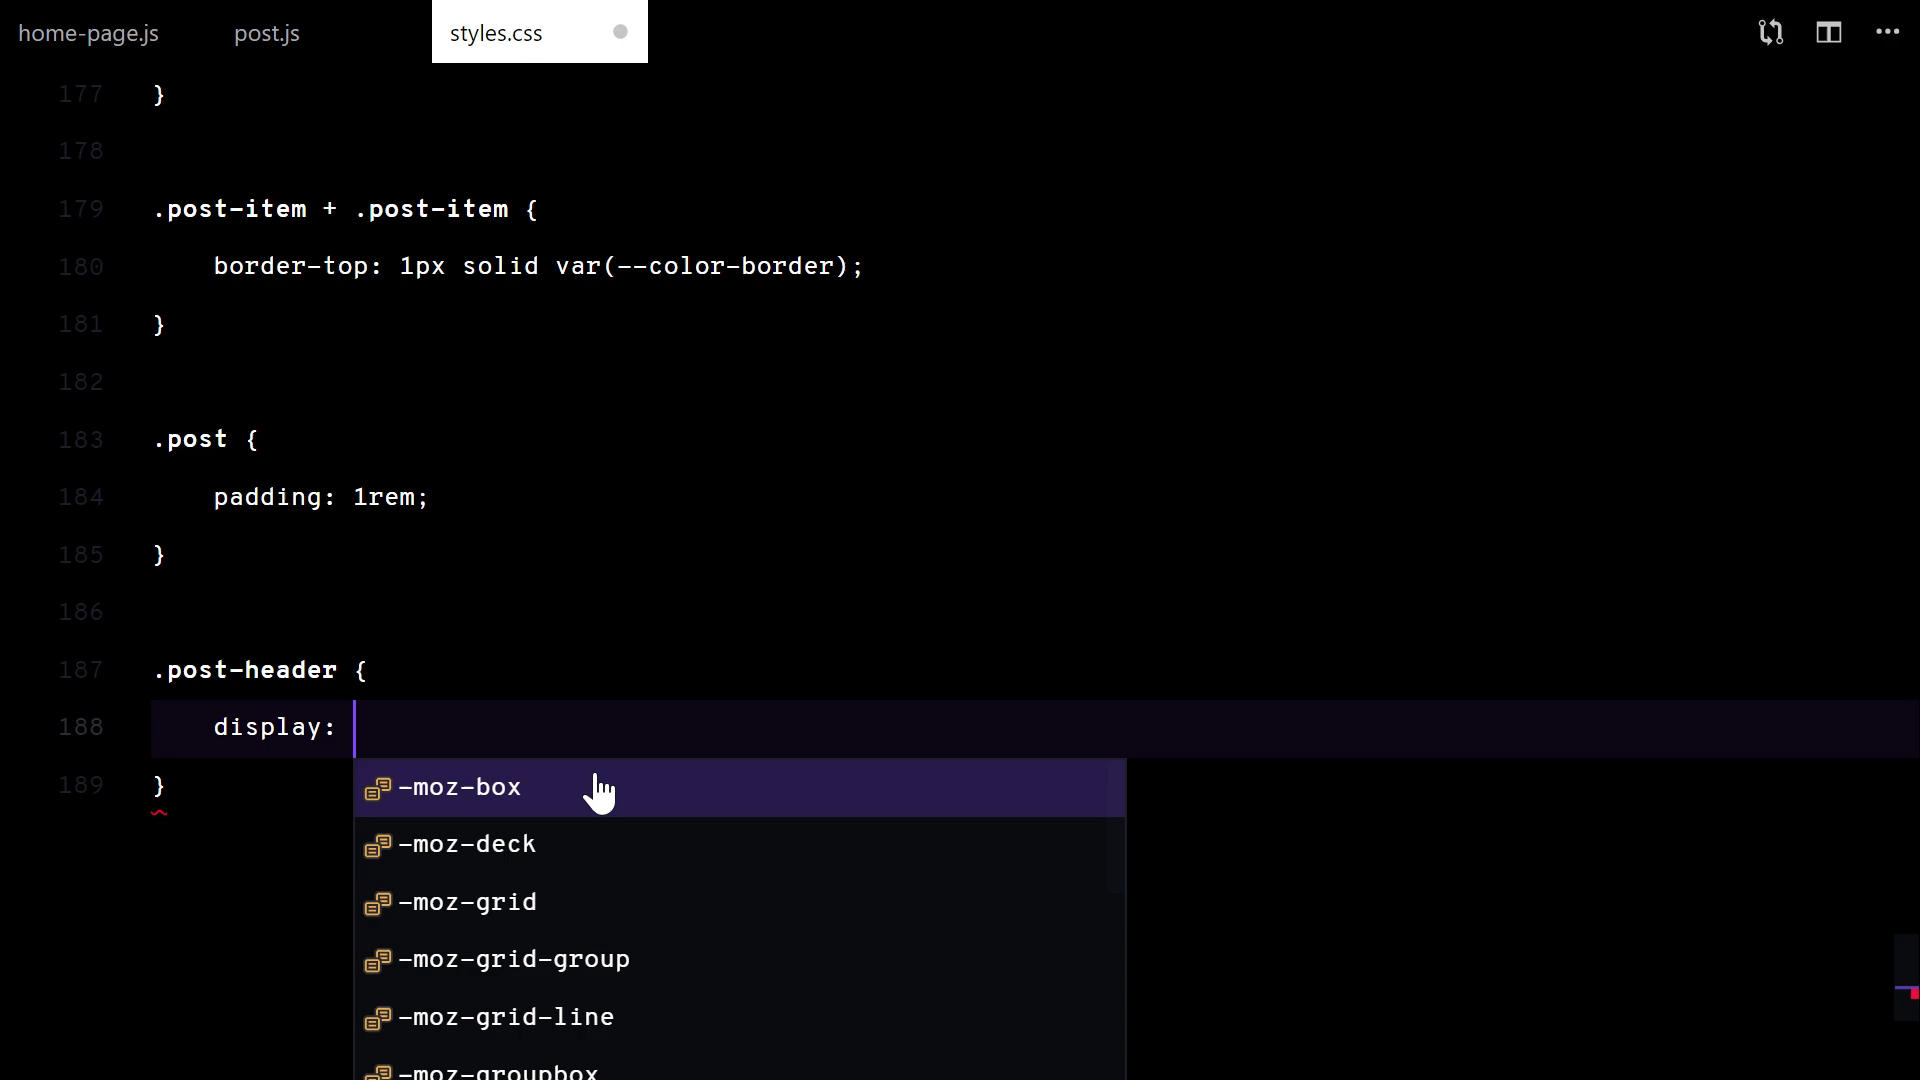 home-page.js post.js styles.css
177 }
178
179 .post-item + .post-item {
180 border-top: 1px solid var(--color-border);
181 }
182
183 .post {
184 padding: 1rem;
185 }
186
187 .post-header {
188 display:
189 }
-moz-box
-moz-deck
-moz-grid
-moz-grid-group
-moz-grid-line
-moz-groupbox